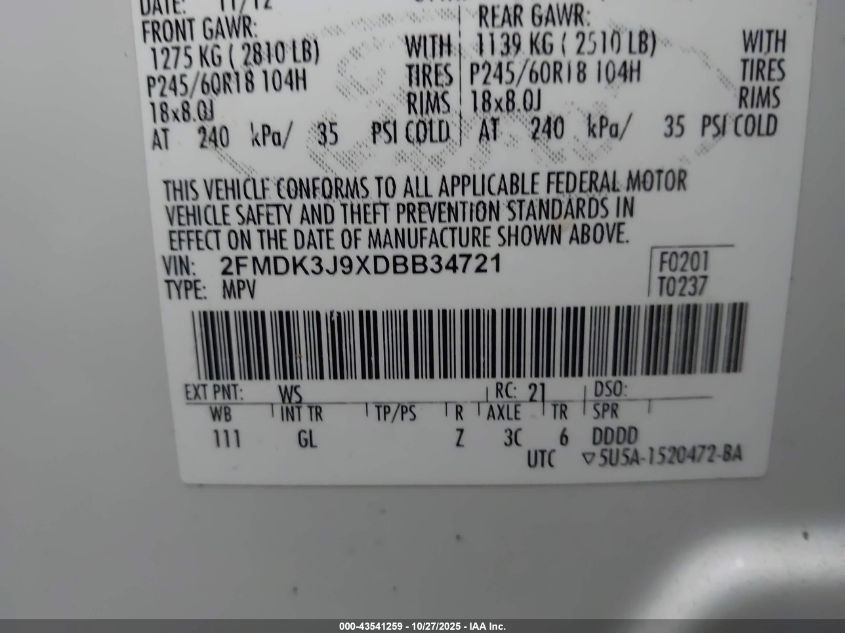 DATE: 11/12
FRONT GAWR: REAR GAWR:
1275 KG ( 2810 LB) WITH 1139 KG ( 2510 LB) WITH
P245/60R18 104H TIRES P245/60R18 104H TIRES
18x8.0J RIMS 18x8.0J RIMS
AT 240 kPa/ 35 PSI COLD AT 240 kPa/ 35 PSI COLD
THIS VEHICLE CONFORMS TO ALL APPLICABLE FEDERAL MOTOR
VEHICLE SAFETY AND THEFT PREVENTION STANDARDS IN
EFFECT ON THE DATE OF MANUFACTURE SHOWN ABOVE.
VIN: 2FMDK3J9XDBB34721 F0201
TYPE: MPV T0237
EXT PNT: WS RC: 21 DSO:
WB INT TR TP/PS R AXLE TR SPR
111 GL Z 3C 6 DDDD
UTC ▽5U5A-1520472-BA
000-43541259 - 10/27/2025 - IAA Inc.